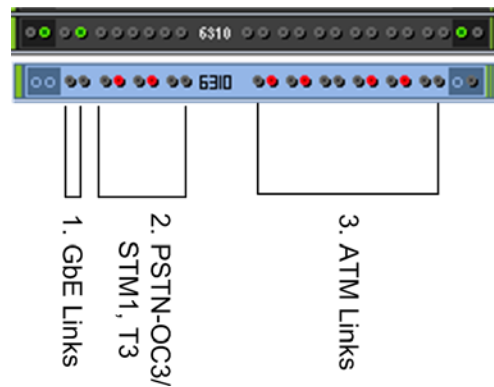 6310
6310
1. GbE Links
2. PSTN-OC3/
STM1, T3
3. ATM Links